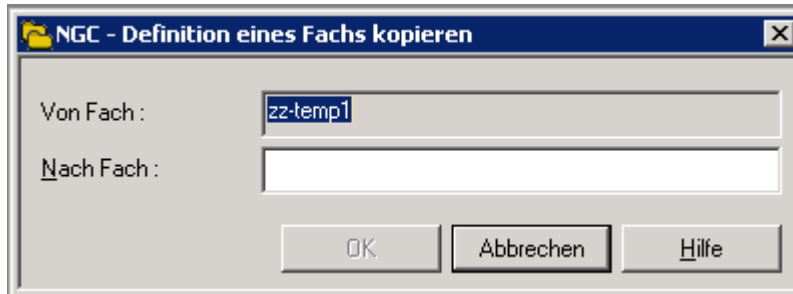 NGC - Definition eines Fachs kopieren
Von Fach : zz-temp1
Nach Fach :
OK Abbrechen Hilfe